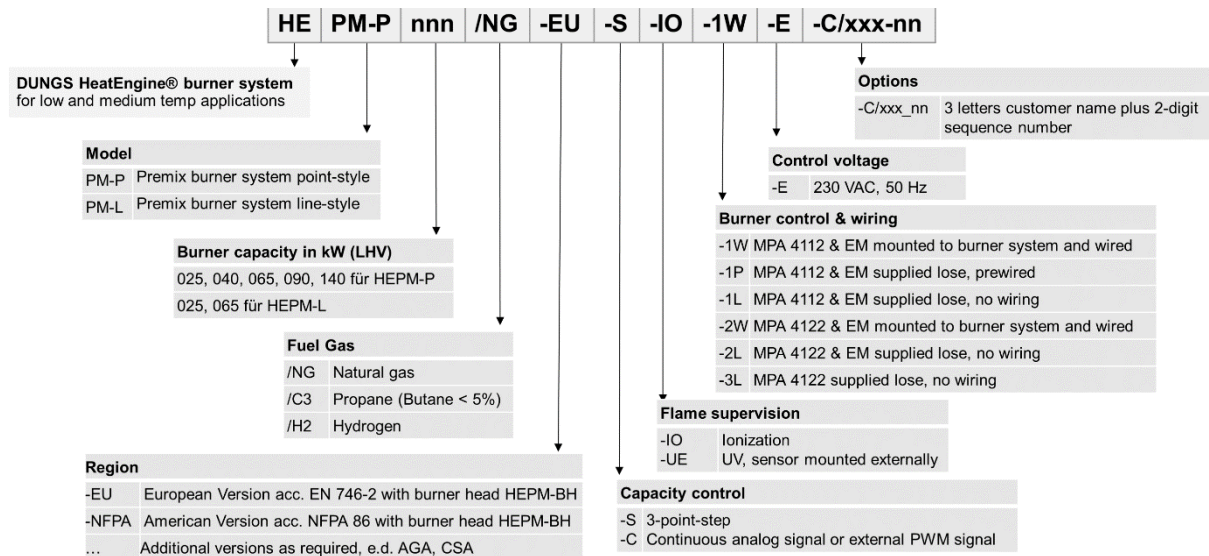 HE PM-P nnn /NG -EU -S -IO -1W -E -C/xxx-nn
DUNGS HeatEngine® burner system
for low and medium temp applications
Options
-C/xxx_nn 3 letters customer name plus 2-digit
sequence number
Model
PM-P Premix burner system point-style
PM-L Premix burner system line-style
Control voltage
-E 230 VAC, 50 Hz
Burner control & wiring
-1W MPA 4112 & EM mounted to burner system and wired
-1P MPA 4112 & EM supplied lose, prewired
-1L MPA 4112 & EM supplied lose, no wiring
-2W MPA 4122 & EM mounted to burner system and wired
-2L MPA 4122 & EM supplied lose, no wiring
-3L MPA 4122 supplied lose, no wiring
Burner capacity in kW (LHV)
025, 040, 065, 090, 140 für HEPM-P
025, 065 für HEPM-L
Fuel Gas
/NG Natural gas
/C3 Propane (Butane < 5%)
/H2 Hydrogen
Flame supervision
-IO Ionization
-UE UV, sensor mounted externally
Region
-EU European Version acc. EN 746-2 with burner head HEPM-BH
-NFPA American Version acc. NFPA 86 with burner head HEPM-BH
... Additional versions as required, e.d. AGA, CSA
Capacity control
-S 3-point-step
-C Continuous analog signal or external PWM signal